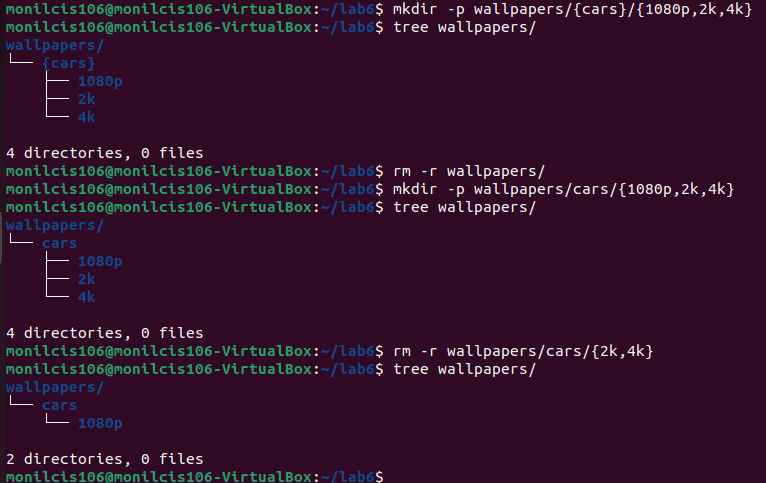 monilcis106@monilcis106-VirtualBox:~/lab6$ mkdir -p wallpapers/{cars}/{1080p,2k,4k}
monilcis106@monilcis106-VirtualBox:~/lab6$ tree wallpapers/
wallpapers/
└── {cars}
    ├── 1080p
    ├── 2k
    └── 4k
4 directories, 0 files
monilcis106@monilcis106-VirtualBox:~/lab6$ rm -r wallpapers/
monilcis106@monilcis106-VirtualBox:~/lab6$ mkdir -p wallpapers/cars/{1080p,2k,4k}
monilcis106@monilcis106-VirtualBox:~/lab6$ tree wallpapers/
wallpapers/
└── cars
    ├── 1080p
    ├── 2k
    └── 4k
4 directories, 0 files
monilcis106@monilcis106-VirtualBox:~/lab6$ rm -r wallpapers/cars/{2k,4k}
monilcis106@monilcis106-VirtualBox:~/lab6$ tree wallpapers/
wallpapers/
└── cars
    └── 1080p
2 directories, 0 files
monilcis106@monilcis106-VirtualBox:~/lab6$